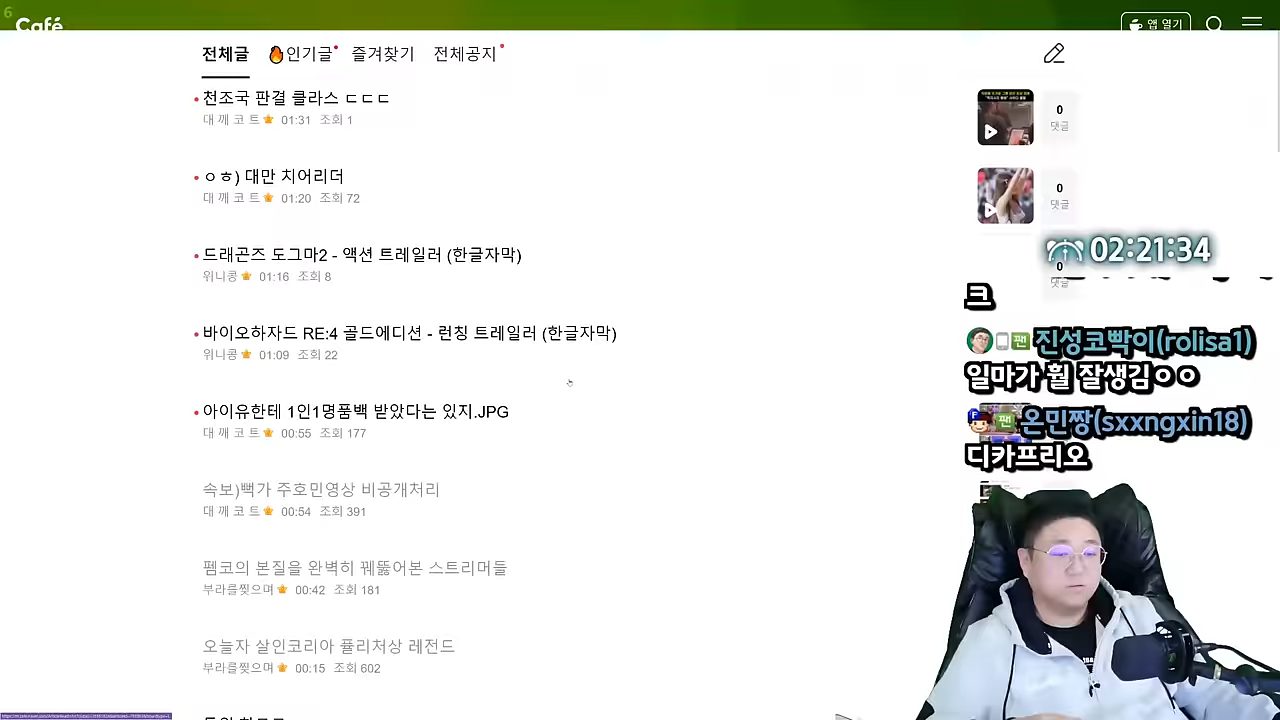 6
Café
앱 열기
전체글 인기글 즐겨찾기 전체공지
천조국 판결 클라스 ㄷㄷㄷ
대 깨 코 트 01:31 조회 1
0
댓글
ㅇㅎ) 대만 치어리더
대 깨 코 트 01:20 조회 72
0
댓글
02:21:34
드래곤즈 도그마2 - 액션 트레일러 (한글자막)
위니콩 01:16 조회 8
0
댓글
크
바이오하자드 RE:4 골드에디션 - 런칭 트레일러 (한글자막)
위니콩 01:09 조회 22
팬 진성코빡이(rolisa1)
일마가 훨 잘생김ㅇㅇ
아이유한테 1인1명품백 받았다는 있지.JPG
대 깨 코 트 00:55 조회 177
팬 온민짱(sxxngxin18)
디카프리오
속보)뻑가 주호민영상 비공개처리
대 깨 코 트 00:54 조회 391
펨코의 본질을 완벽히 꿰뚫어본 스트리머들
부라를찢으며 00:42 조회 181
오늘자 살인코리아 퓰리처상 레전드
부라를찢으며 00:15 조회 602